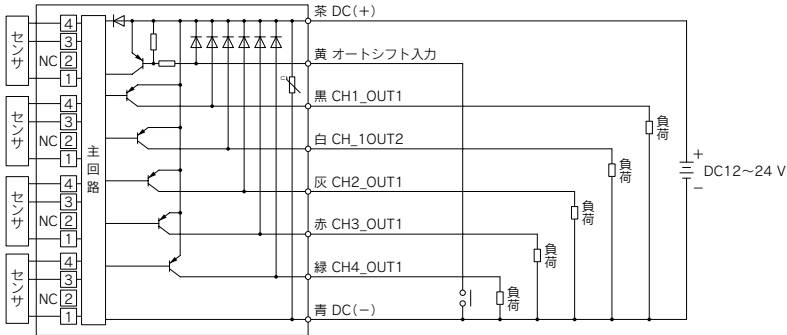 茶 DC(+)
センサ
4
3
NC 2
1
黄 オートシフト入力
黒 CH1_OUT1
負荷
センサ
4
3
NC 2
1
主回路
白 CH_1OUT2
負荷
+
DC12～24 V
−
センサ
4
3
NC 2
1
灰 CH2_OUT1
負荷
赤 CH3_OUT1
負荷
センサ
4
3
NC 2
1
緑 CH4_OUT1
負荷
青 DC(−)